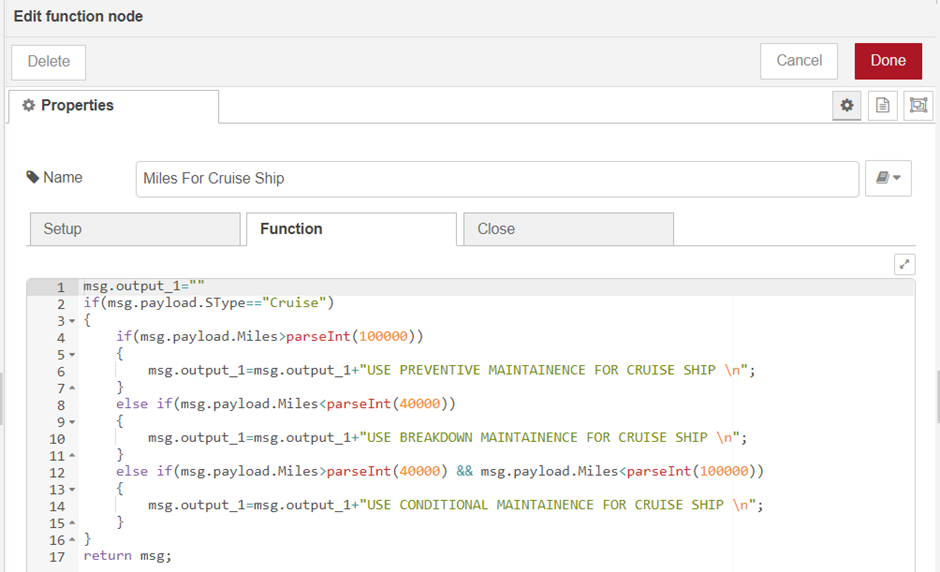 Edit function node
Delete
Cancel
Done
Properties
Name
Miles For Cruise Ship
Setup
Function
Close
1 msg.output_1=""
2 if(msg.payload.SType=="Cruise")
3 {
4 if(msg.payload.Miles>parseInt(100000))
5 {
6 msg.output_1=msg.output_1+"USE PREVENTIVE MAINTAINENCE FOR CRUISE SHIP \n";
7 }
8 else if(msg.payload.Miles<parseInt(40000))
9 {
10 msg.output_1=msg.output_1+"USE BREAKDOWN MAINTAINENCE FOR CRUISE SHIP \n";
11 }
12 else if(msg.payload.Miles>parseInt(40000) && msg.payload.Miles<parseInt(100000))
13 {
14 msg.output_1=msg.output_1+"USE CONDITIONAL MAINTAINENCE FOR CRUISE SHIP \n";
15 }
16 }
17 return msg;